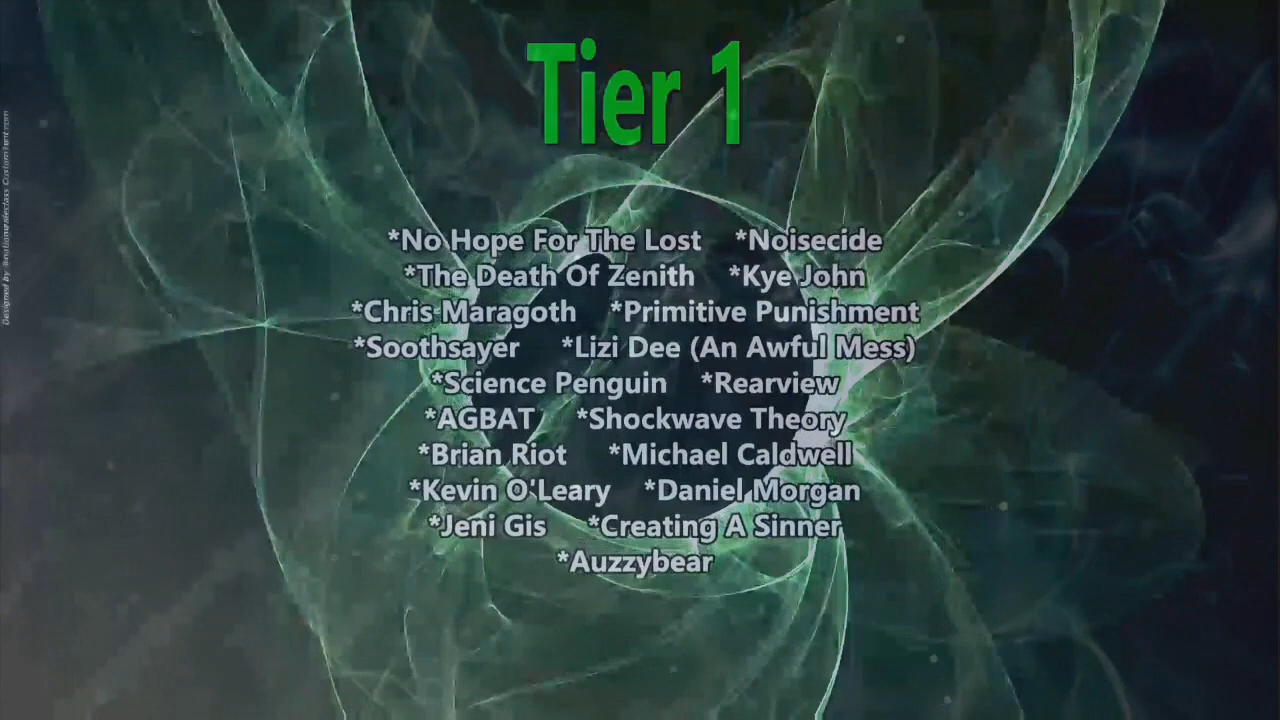 Tier 1
*No Hope For The Lost *Noisecide
*The Death Of Zenith *Kye John
*Chris Maragoth *Primitive Punishment
*Soothsayer *Lizi Dee (An Awful Mess)
*Science Penguin *Rearview
*AGBAT *Shockwave Theory
*Brian Riot *Michael Caldwell
*Kevin O'Leary *Daniel Morgan
*Jeni Gis *Creating A Sinner
*Auzzybear
Designed by